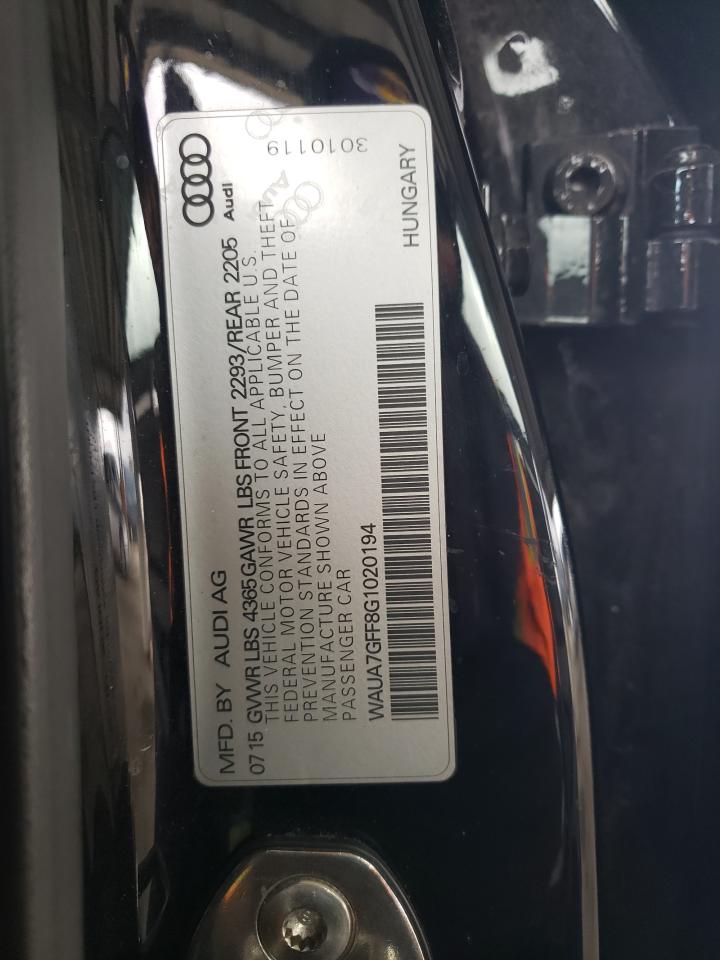 MFD. BY AUDI AG
0715 GVWR LBS 4365 GAWR LBS FRONT 2293/REAR 2205
THIS VEHICLE CONFORMS TO ALL APPLICABLE U.S.
FEDERAL MOTOR VEHICLE SAFETY, BUMPER AND THEFT
PREVENTION STANDARDS IN EFFECT ON THE DATE OF
MANUFACTURE SHOWN ABOVE
PASSENGER CAR
WAUA7GFF8G1020194
Audi
3010119
Audi
HUNGARY